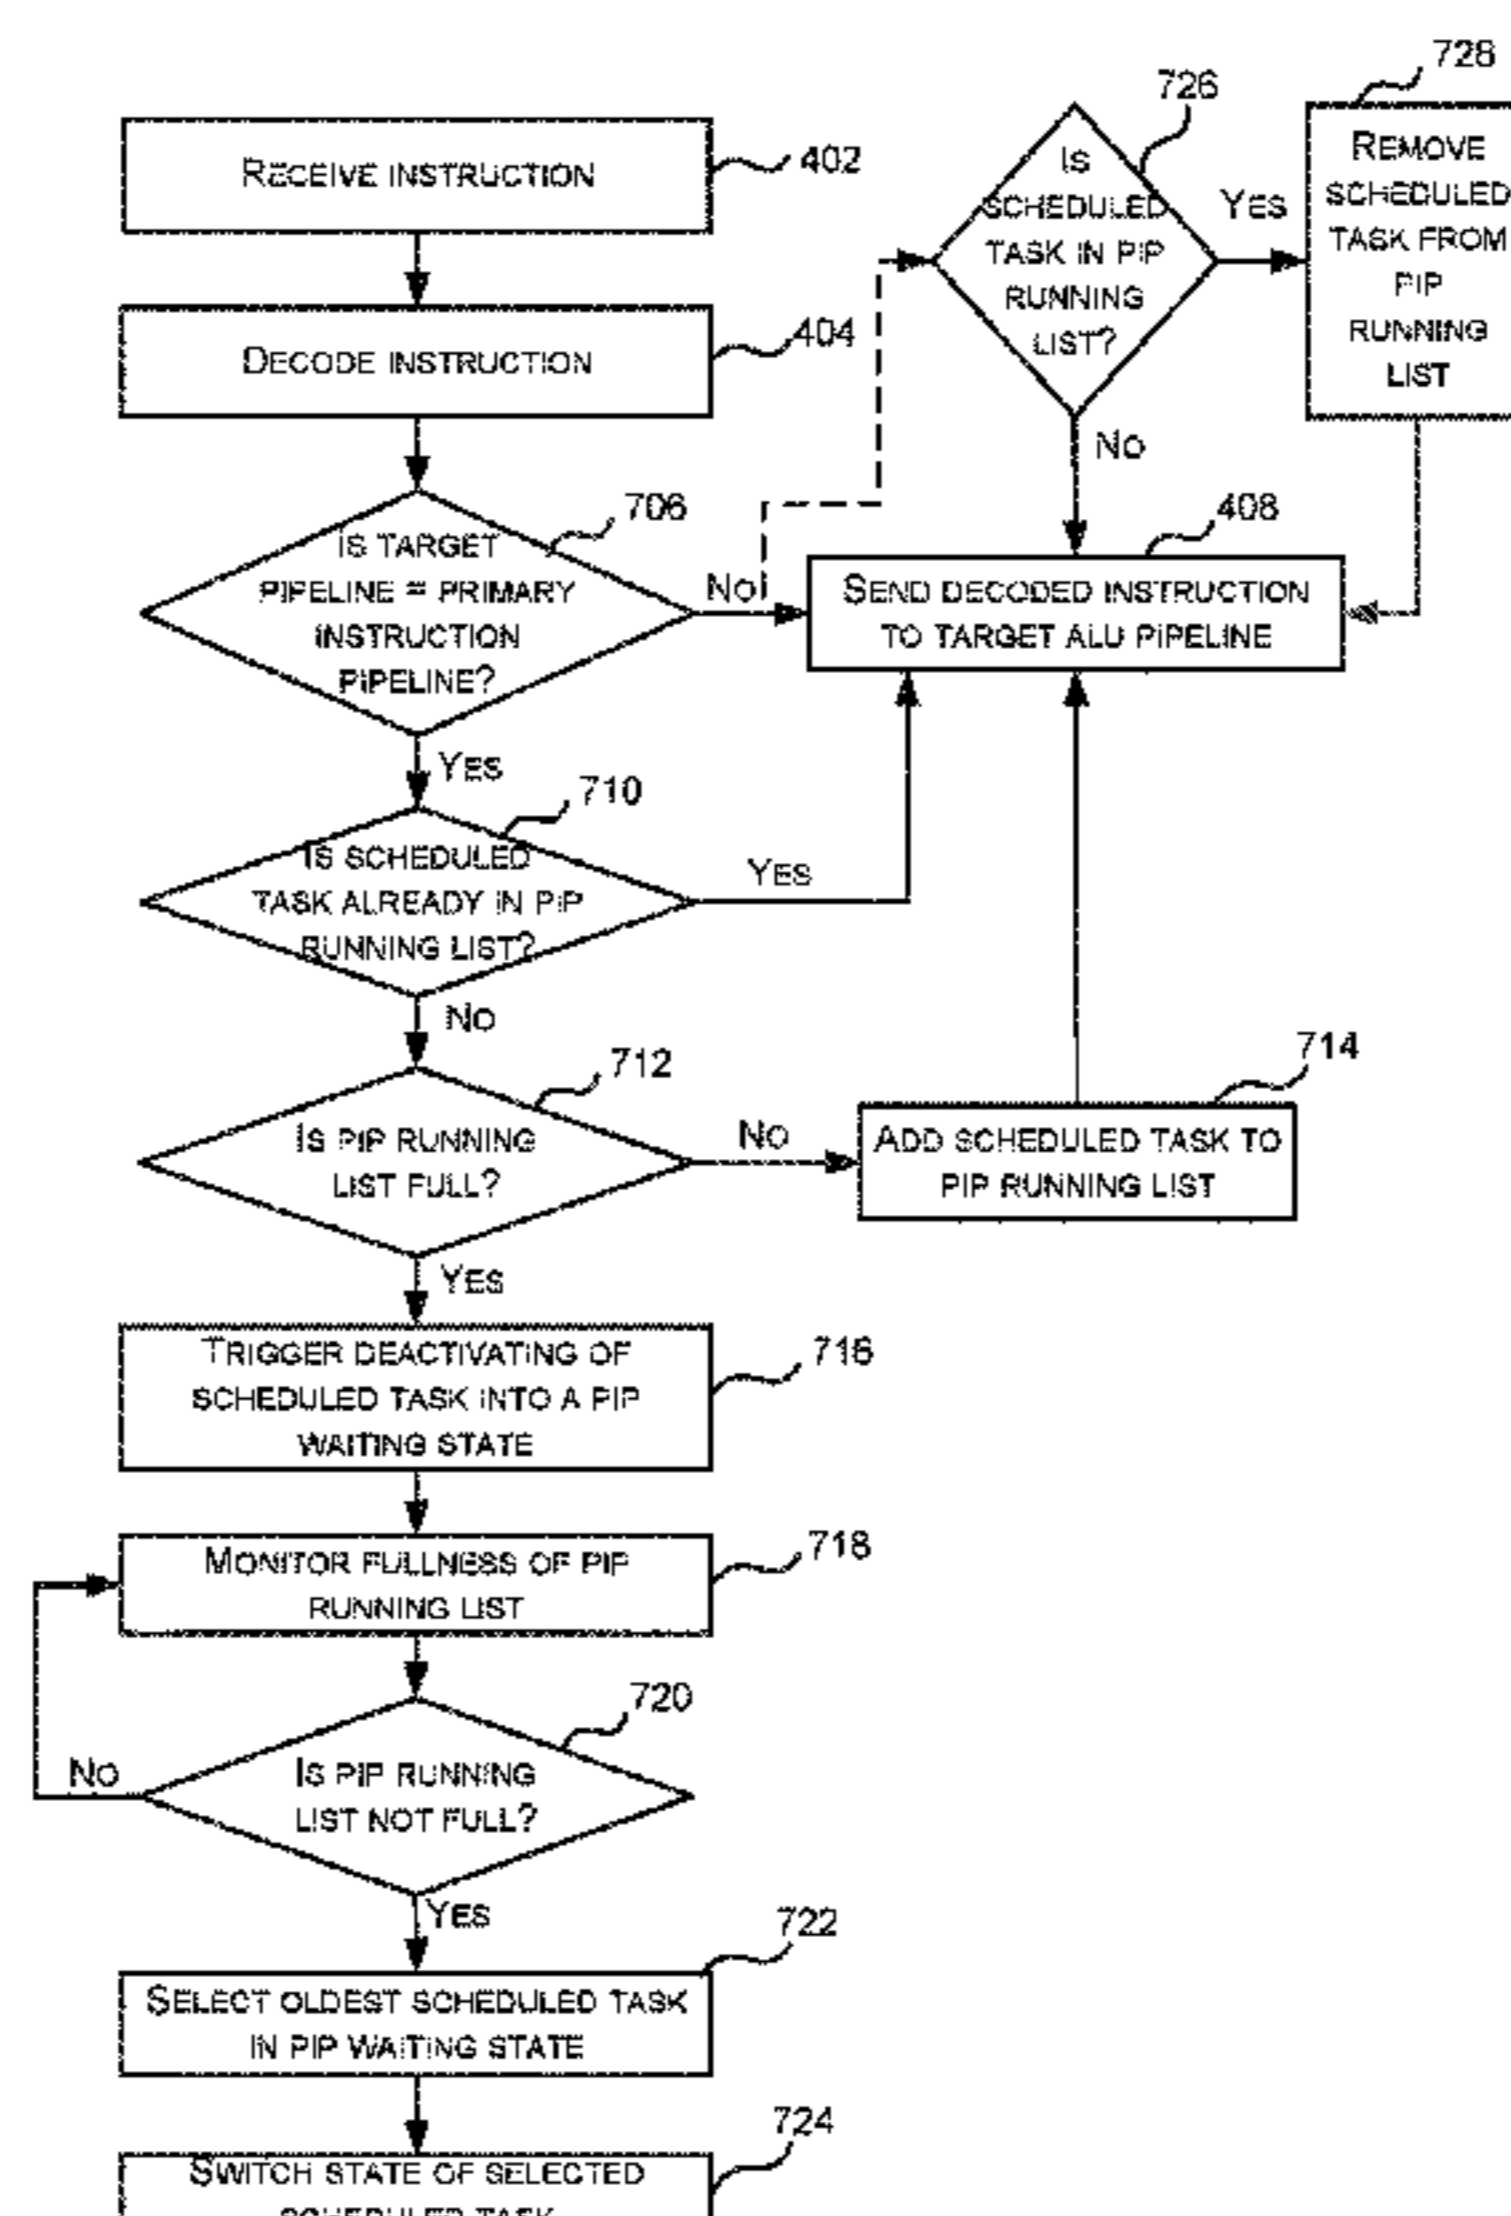 RECEIVE INSTRUCTION
402
DECODE INSTRUCTION
404
IS TARGET
PIPELINE = PRIMARY
INSTRUCTION
PIPELINE?
706
NO
YES
IS
SCHEDULED
TASK IN PIP
RUNNING
LIST?
726
YES
NO
REMOVE
SCHEDULED
TASK FROM
PIP
RUNNING
LIST
728
SEND DECODED INSTRUCTION
TO TARGET ALU PIPELINE
408
IS SCHEDULED
TASK ALREADY IN PIP
RUNNING LIST?
710
YES
NO
IS PIP RUNNING
LIST FULL?
712
NO
ADD SCHEDULED TASK TO
PIP RUNNING LIST
714
YES
TRIGGER DEACTIVATING OF
SCHEDULED TASK INTO A PIP
WAITING STATE
716
MONITOR FULLNESS OF PIP
RUNNING LIST
718
IS PIP RUNNING
LIST NOT FULL?
720
NO
YES
SELECT OLDEST SCHEDULED TASK
IN PIP WAITING STATE
722
SWITCH STATE OF SELECTED
SCHEDULED TASK
724